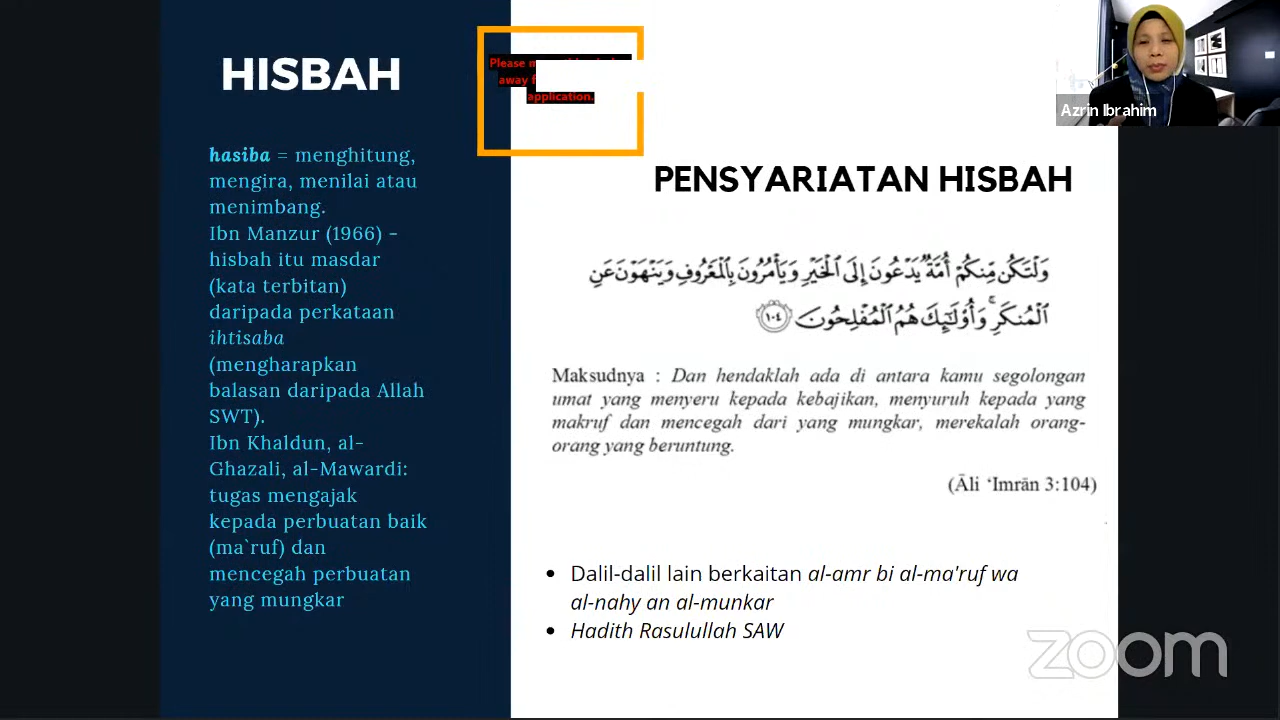 HISBAH
hasiba = menghitung,
mengira, menilai atau
menimbang.
Ibn Manzur (1966) -
hisbah itu masdar
(kata terbitan)
daripada perkataan
ihtisaba
(mengharapkan
balasan daripada Allah
SWT).
Ibn Khaldun, al-
Ghazali, al-Mawardi:
tugas mengajak
kepada perbuatan baik
(ma`ruf) dan
mencegah perbuatan
yang mungkar
Please
away
application.
Azrin Ibrahim
PENSYARIATAN HISBAH
وَلْتَكُن مِّنكُمْ أُمَّةٌ يَدْعُونَ إِلَى الْخَيْرِ وَيَأْمُرُونَ بِالْمَعْرُوفِ وَيَنْهَوْنَ عَنِ
الْمُنكَرِ ۚ وَأُوْلَٰٓئِكَ هُمُ الْمُفْلِحُونَ ١٠٤
Maksudnya : Dan hendaklah ada di antara kamu segolongan
umat yang menyeru kepada kebajikan, menyuruh kepada yang
makruf dan mencegah dari yang mungkar, merekalah orang-
orang yang beruntung.
(Āli ‘Imrān 3:104)
• Dalil-dalil lain berkaitan al-amr bi al-ma'ruf wa
al-nahy an al-munkar
• Hadith Rasulullah SAW
zoom